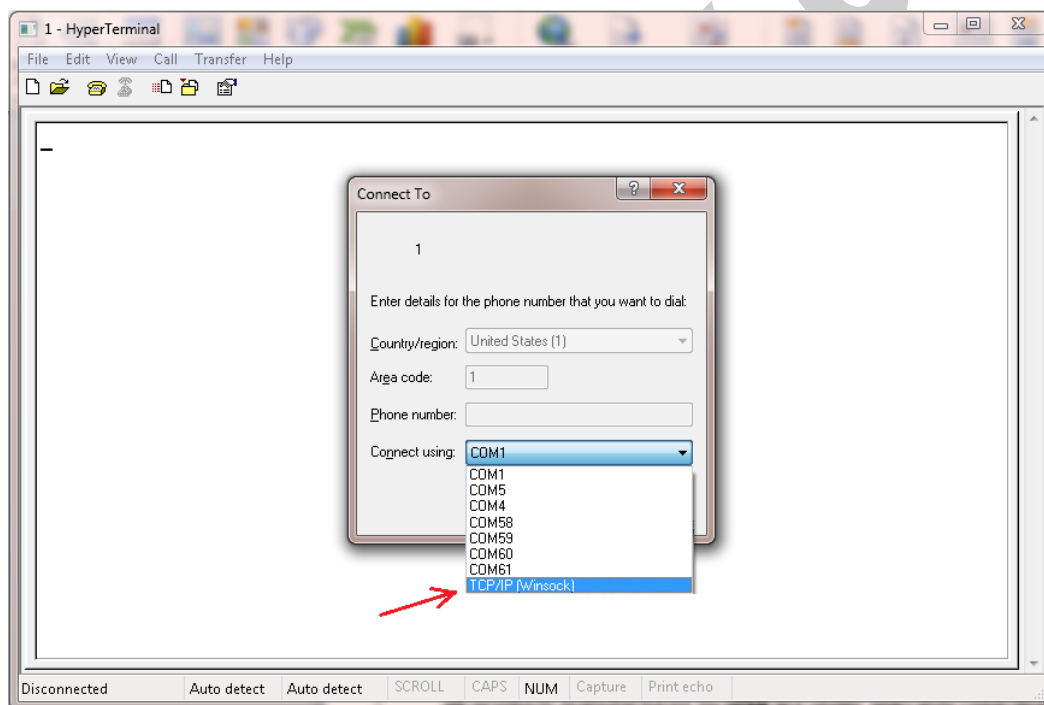 1 - HyperTerminal
File Edit View Call Transfer Help
Connect To
1
Enter details for the phone number that you want to dial:
Country/region: United States (1)
Area code: 1
Phone number:
Connect using: COM1
COM1
COM5
COM4
COM58
COM59
COM60
COM61
TCP/IP (Winsock)
Disconnected Auto detect Auto detect SCROLL CAPS NUM Capture Print echo